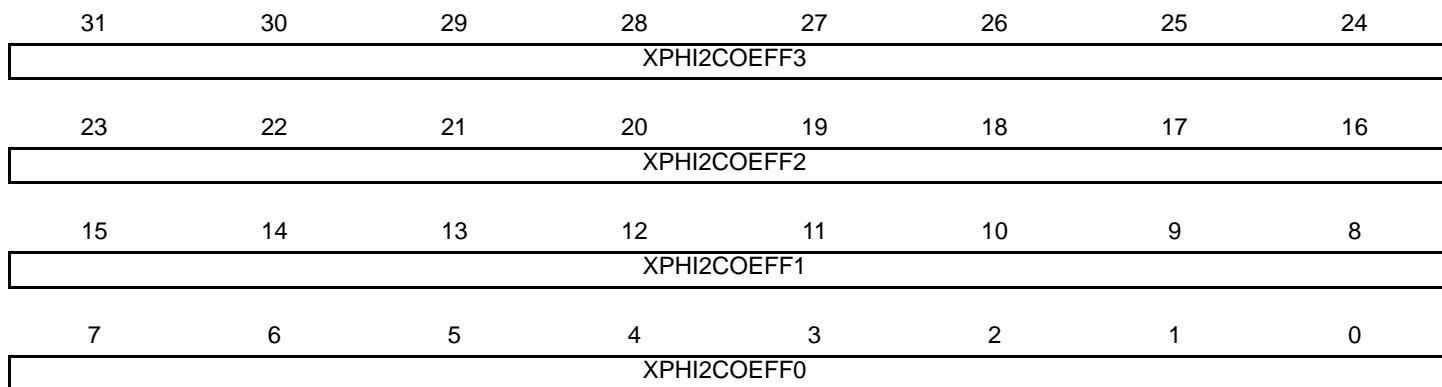 31 30 29 28 27 26 25 24
XPHI2COEFF3
23 22 21 20 19 18 17 16
XPHI2COEFF2
15 14 13 12 11 10 9 8
XPHI2COEFF1
7 6 5 4 3 2 1 0
XPHI2COEFF0